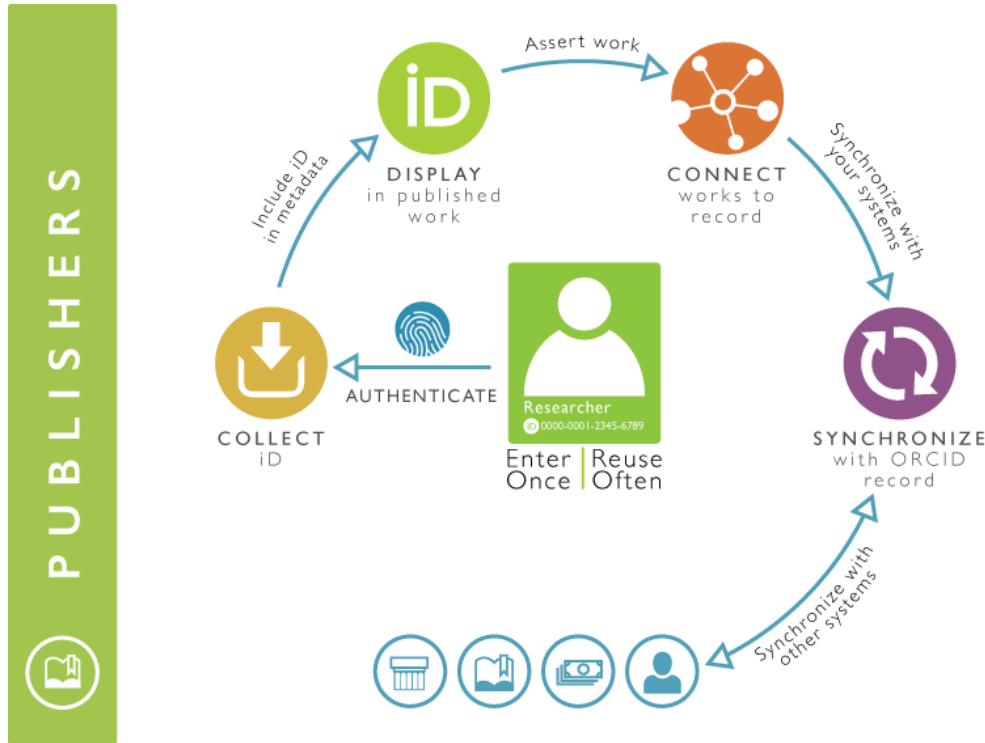 PUBLISHERS
iD
Assert work
DISPLAY
in published
work
CONNECT
works to
record
Include iD
in metadata
Synchronize with
your systems
AUTHENTICATE
COLLECT
iD
Researcher
iD 0000-0001-2345-6789
Enter Reuse
Once Often
SYNCHRONIZE
with ORCID
record
Synchronize with
other systems